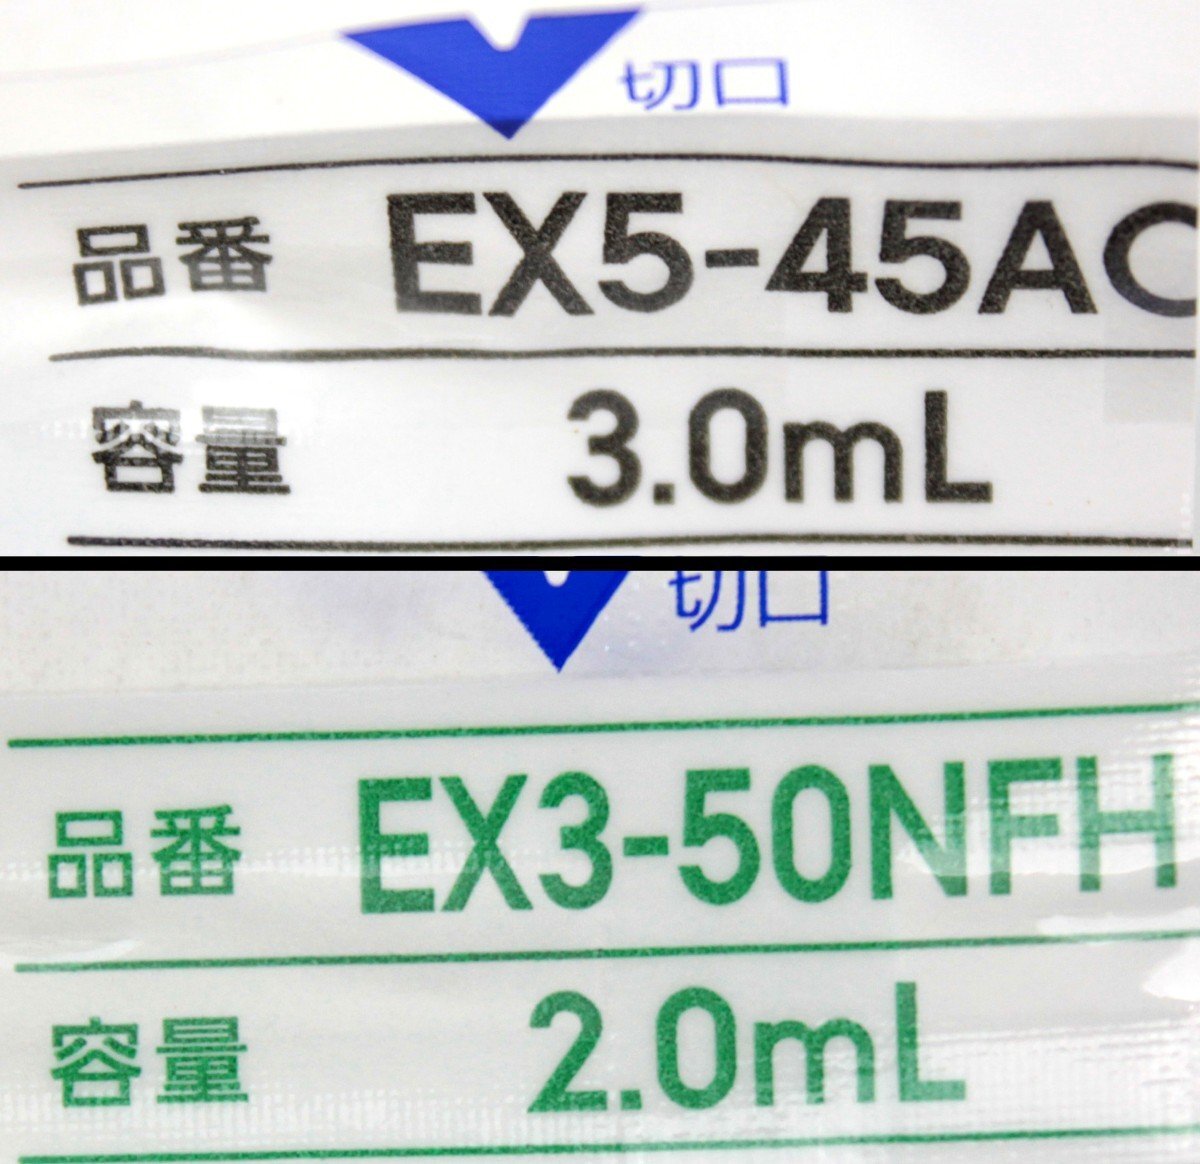 切口
品番 EX5-45AC
容量 3.0mL
切口
品番 EX3-50NFH
容量 2.0mL